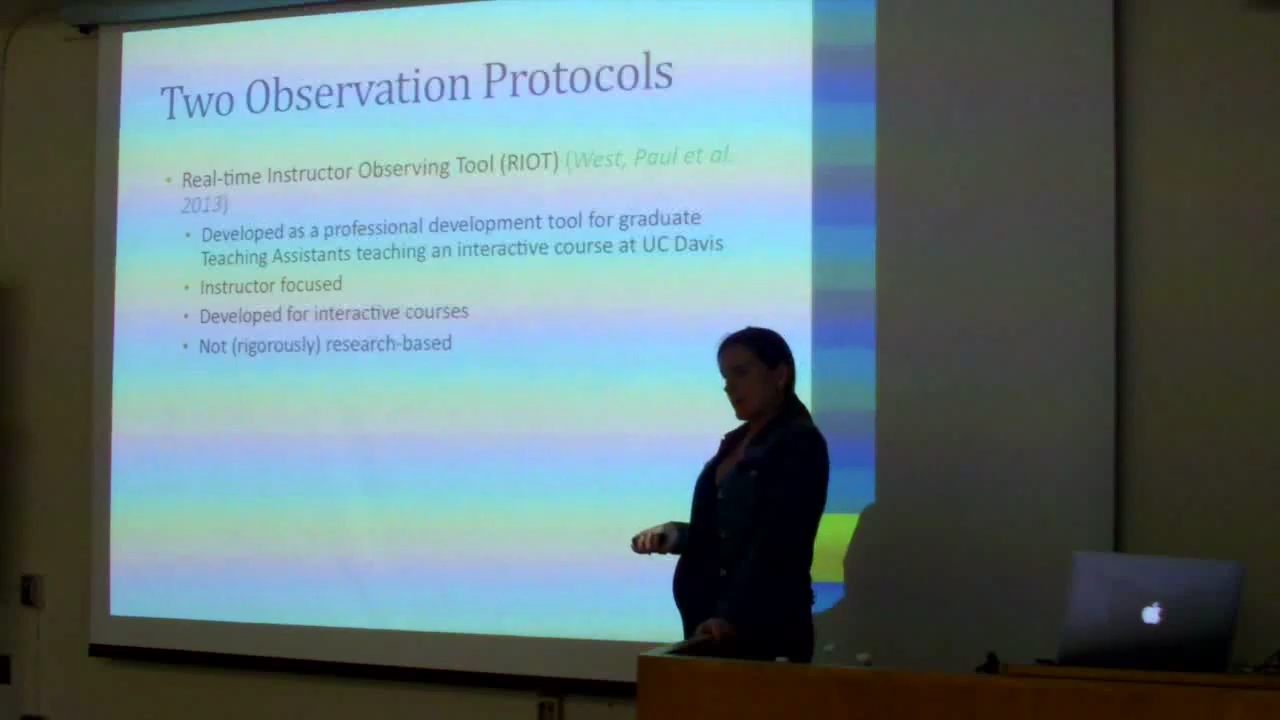 Two Observation Protocols
• Real-time Instructor Observing Tool (RIOT) (West, Paul et al.
2013)
• Developed as a professional development tool for graduate
Teaching Assistants teaching an interactive course at UC Davis
• Instructor focused
• Developed for interactive courses
• Not (rigorously) research-based